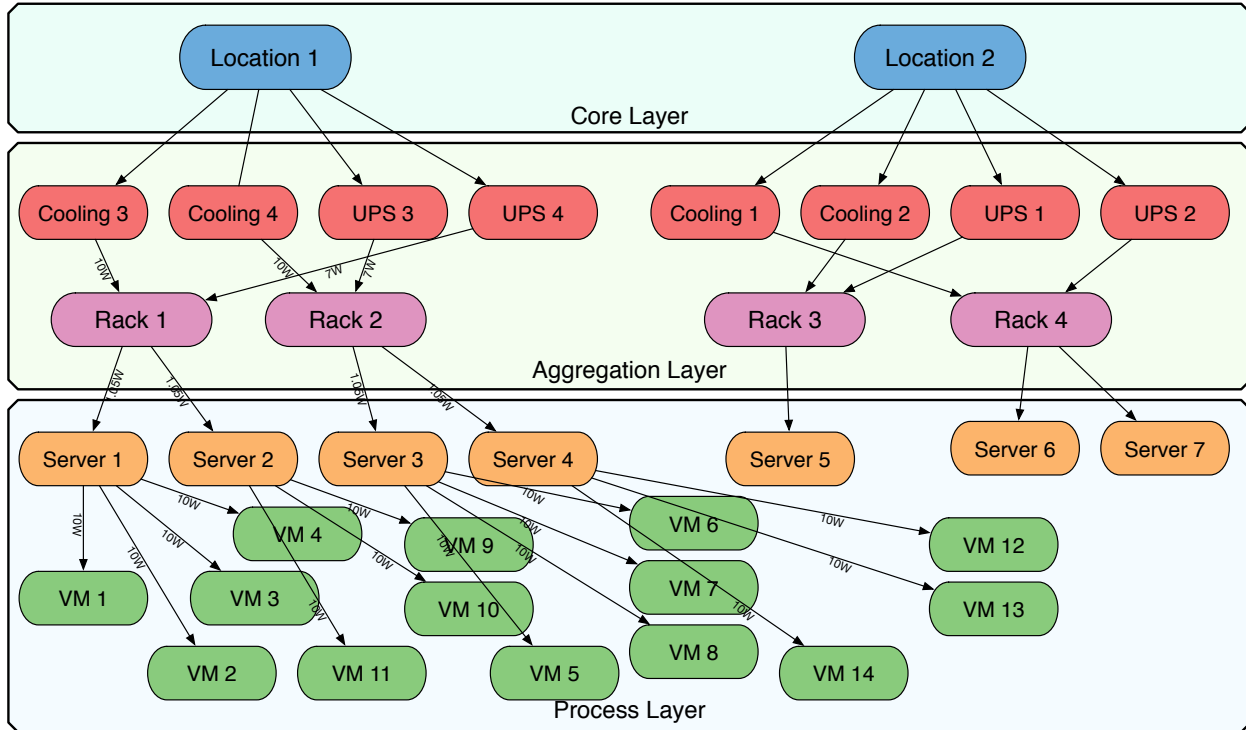 Location 1
Location 2
Core Layer
Cooling 3
Cooling 4
UPS 3
UPS 4
Cooling 1
Cooling 2
UPS 1
UPS 2
10W
10W
7W
7W
Rack 1
Rack 2
Rack 3
Rack 4
Aggregation Layer
1.05W
1.05W
1.05W
1.05W
Server 1
Server 2
Server 3
Server 4
Server 5
Server 6
Server 7
10W
10W
10W
10W
10W
10W
10W
10W
10W
10W
10W
10W
10W
10W
VM 4
VM 9
VM 6
VM 12
VM 1
VM 3
VM 10
VM 7
VM 13
VM 2
VM 11
VM 5
VM 8
VM 14
Process Layer